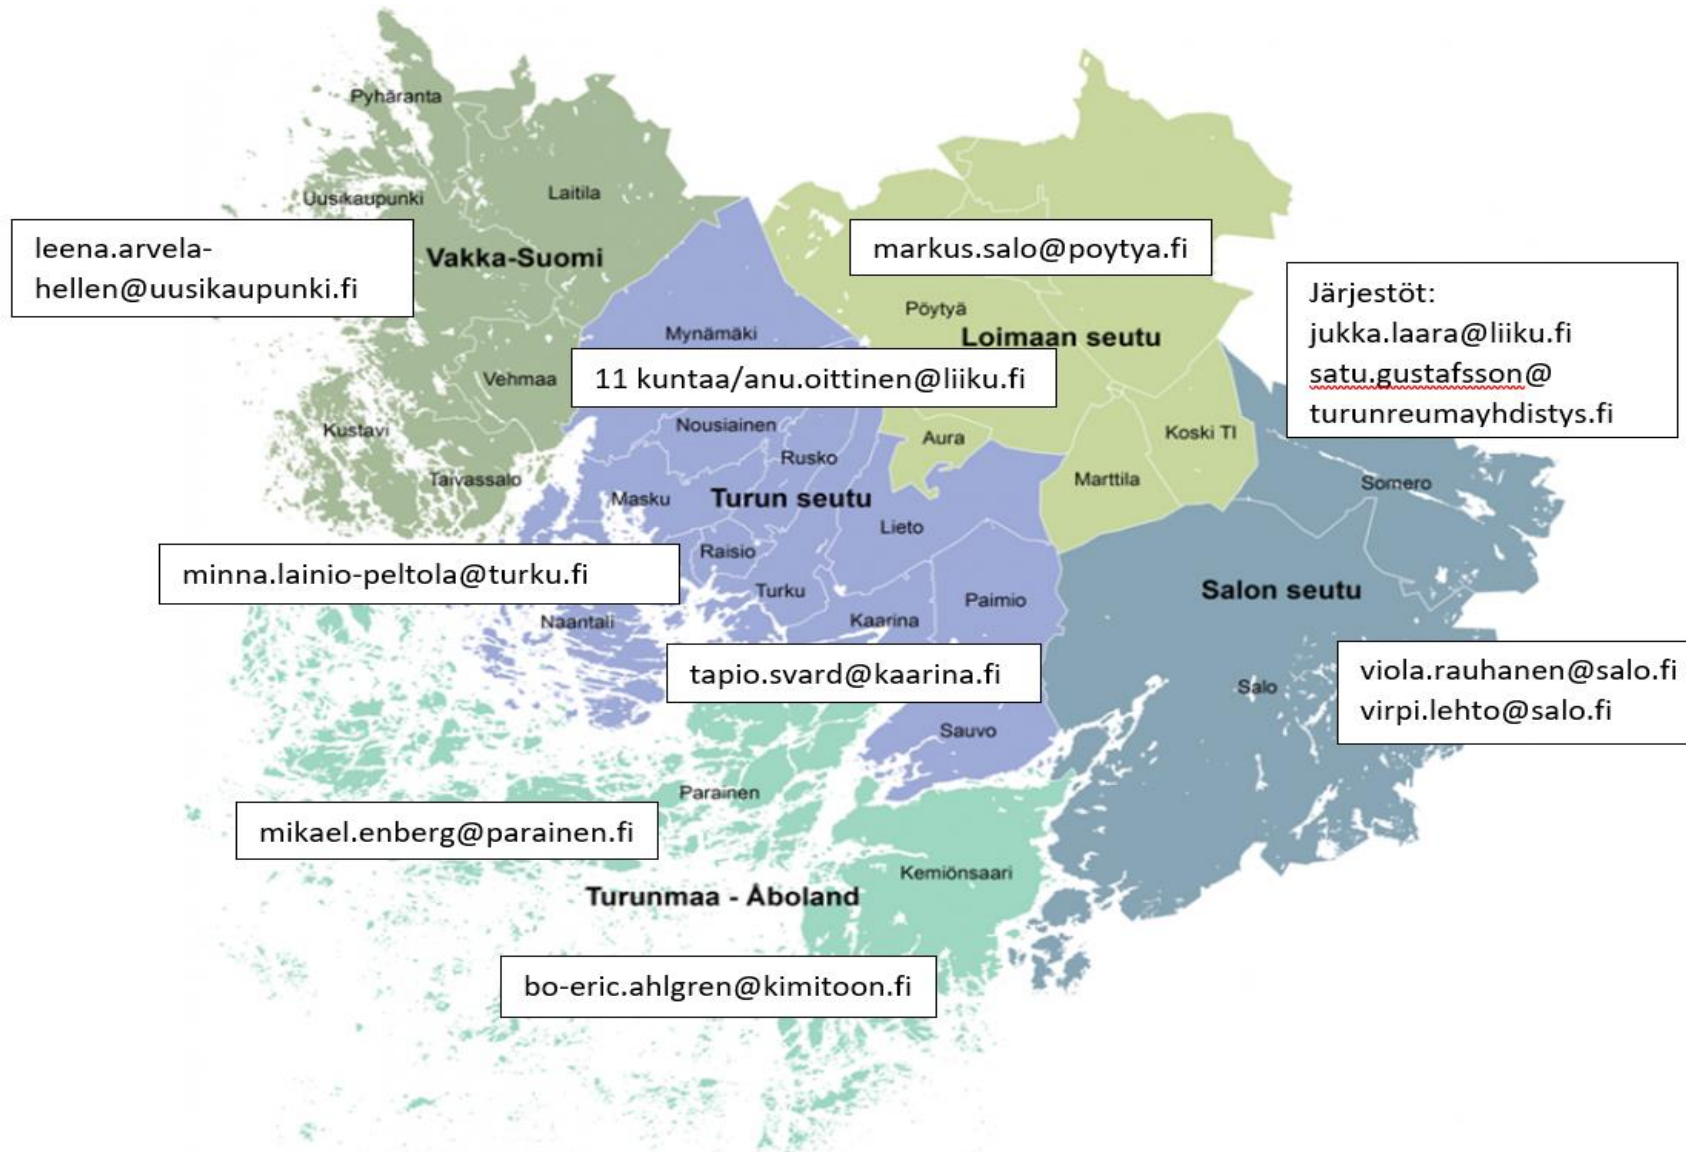 Pyhäranta
Uusikaupunki
Laitila
leena.arvela-
hellen@uusikaupunki.fi
Vakka-Suomi
markus.salo@poytya.fi
Järjestöt:
jukka.laara@liiku.fi
satu.gustafsson@
turunreumayhdistys.fi
Pöytyä
Loimaan seutu
Mynämäki
11 kuntaa/anu.oittinen@liiku.fi
Vehmaa
Kustavi
Taivassalo
Nousiainen
Rusko
Aura
Koski Tl
Marttila
Somero
Masku
Turun seutu
Lieto
Raisio
minna.lainio-peltola@turku.fi
Turku
Paimio
Salon seutu
Naantali
Kaarina
tapio.svard@kaarina.fi
viola.rauhanen@salo.fi
virpi.lehto@salo.fi
Salo
Sauvo
Parainen
mikael.enberg@parainen.fi
Kemiönsaari
Turunmaa - Åboland
bo-eric.ahlgren@kimitoon.fi